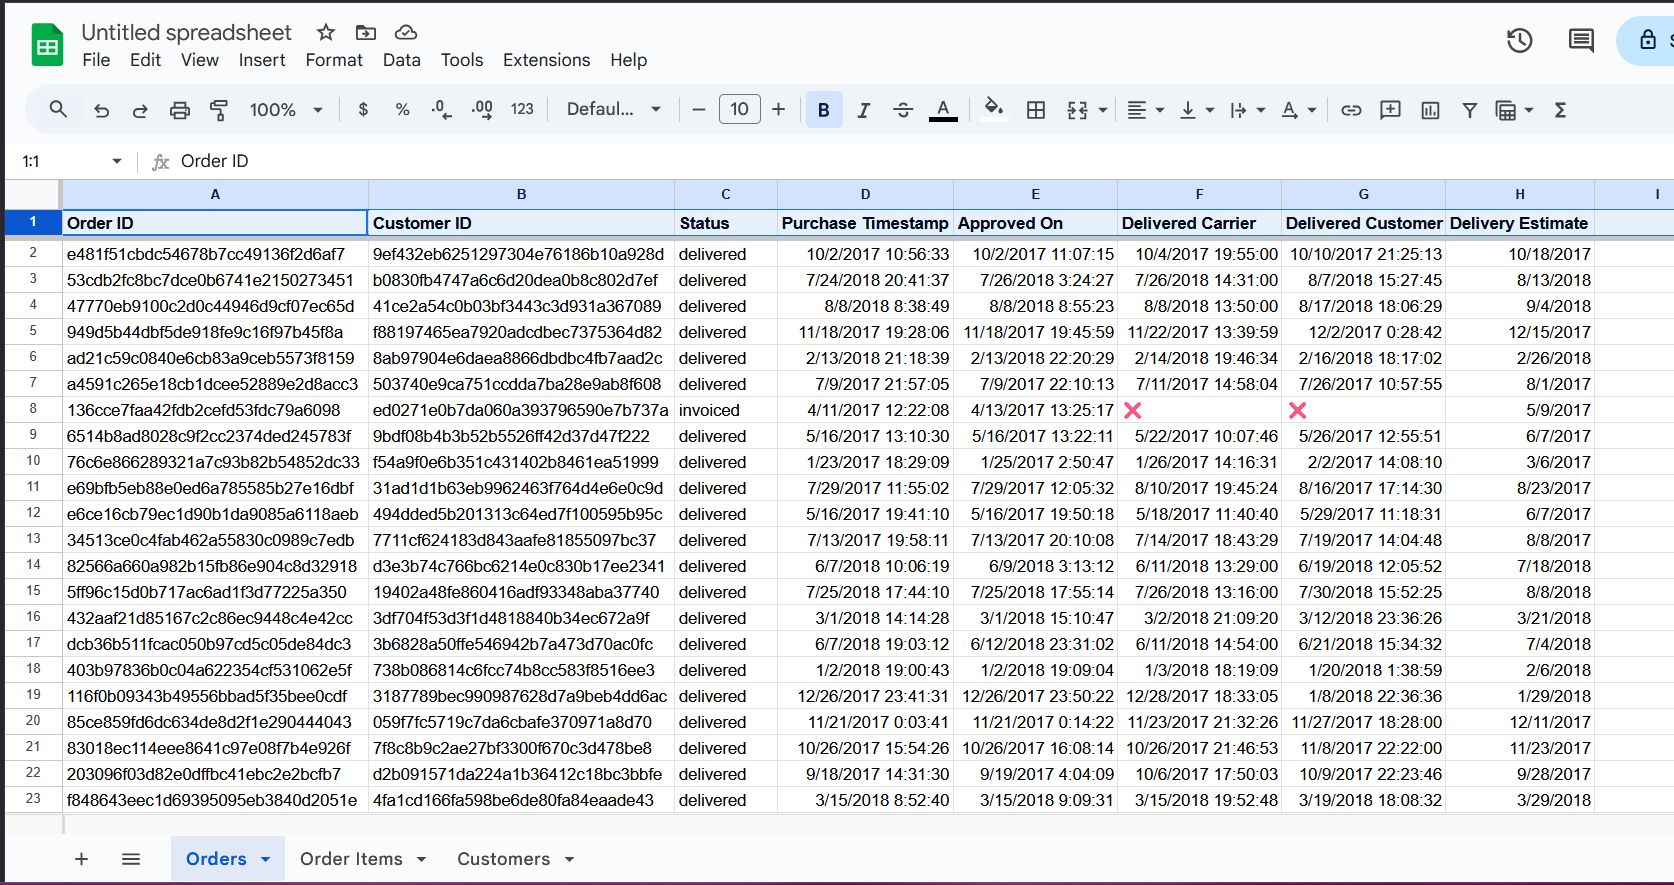 Untitled spreadsheet
File Edit View Insert Format Data Tools Extensions Help
100% $ % .0 .00 123 Defaul... 10 B I S A A Σ
1:1 fx Order ID
A B C D E F G H I
1 Order ID Customer ID Status Purchase Timestamp Approved On Delivered Carrier Delivered Customer Delivery Estimate
2 e481f51cbdc54678b7cc49136f2d6af7 9ef432eb6251297304e76186b10a928d delivered 10/2/2017 10:56:33 10/2/2017 11:07:15 10/4/2017 19:55:00 10/10/2017 21:25:13 10/18/2017
3 53cdb2fc8bc7dce0b6741e2150273451 b0830fb4747a6c6d20dea0b8c802d7ef delivered 7/24/2018 20:41:37 7/26/2018 3:24:27 7/26/2018 14:31:00 8/7/2018 15:27:45 8/13/2018
4 47770eb9100c2d0c44946d9cf07ec65d 41ce2a54c0b03bf3443c3d931a367089 delivered 8/8/2018 8:38:49 8/8/2018 8:55:23 8/8/2018 13:50:00 8/17/2018 18:06:29 9/4/2018
5 949d5b44dbf5de918fe9c16f97b45f8a f88197465ea7920adcdbec7375364d82 delivered 11/18/2017 19:28:06 11/18/2017 19:45:59 11/22/2017 13:39:59 12/2/2017 0:28:42 12/15/2017
6 ad21c59c0840e6cb83a9ceb5573f8159 8ab97904e6daea8866dbdbc4fb7aad2c delivered 2/13/2018 21:18:39 2/13/2018 22:20:29 2/14/2018 19:46:34 2/16/2018 18:17:02 2/26/2018
7 a4591c265e18cb1dcee52889e2d8acc3 503740e9ca751ccdda7ba28e9ab8f608 delivered 7/9/2017 21:57:05 7/9/2017 22:10:13 7/11/2017 14:58:04 7/26/2017 10:57:55 8/1/2017
8 136cce7faa42fdb2cefd53fdc79a6098 ed0271e0b7da060a393796590e7b737a invoiced 4/11/2017 12:22:08 4/13/2017 13:25:17 ❌ ❌ 5/9/2017
9 6514b8ad8028c9f2cc2374ded245783f 9bdf08b4b3b52b5526ff42d37d47f222 delivered 5/16/2017 13:10:30 5/16/2017 13:22:11 5/22/2017 10:07:46 5/26/2017 12:55:51 6/7/2017
10 76c6e866289321a7c93b82b54852dc33 f54a9f0e6b351c431402b8461ea51999 delivered 1/23/2017 18:29:09 1/25/2017 2:50:47 1/26/2017 14:16:31 2/2/2017 14:08:10 3/6/2017
11 e69bfb5eb88e0ed6a785585b27e16dbf 31ad1d1b63eb9962463f764d4e6e0c9d delivered 7/29/2017 11:55:02 7/29/2017 12:05:32 8/10/2017 19:45:24 8/16/2017 17:14:30 8/23/2017
12 e6ce16cb79ec1d90b1da9085a6118aeb 494dded5b201313c64ed7f100595b95c delivered 5/16/2017 19:41:10 5/16/2017 19:50:18 5/18/2017 11:40:40 5/29/2017 11:18:31 6/7/2017
13 34513ce0c4fab462a55830c0989c7edb 7711cf624183d843aafe81855097bc37 delivered 7/13/2017 19:58:11 7/13/2017 20:10:08 7/14/2017 18:43:29 7/19/2017 14:04:48 8/8/2017
14 82566a660a982b15fb86e904c8d32918 d3e3b74c766bc6214e0c830b17ee2341 delivered 6/7/2018 10:06:19 6/9/2018 3:13:12 6/11/2018 13:29:00 6/19/2018 12:05:52 7/18/2018
15 5ff96c15d0b717ac6ad1f3d77225a350 19402a48fe860416adf93348aba37740 delivered 7/25/2018 17:44:10 7/25/2018 17:55:14 7/26/2018 13:16:00 7/30/2018 15:52:25 8/8/2018
16 432aaf21d85167c2c86ec9448c4e42cc 3df704f53d3f1d4818840b34ec672a9f delivered 3/1/2018 14:14:28 3/1/2018 15:10:47 3/2/2018 21:09:20 3/12/2018 23:36:26 3/21/2018
17 dcb36b511fcac050b97cd5c05de84dc3 3b6828a50ffe546942b7a473d70ac0fc delivered 6/7/2018 19:03:12 6/12/2018 23:31:02 6/11/2018 14:54:00 6/21/2018 15:34:32 7/4/2018
18 403b97836b0c04a622354cf531062e5f 738b086814c6fcc74b8cc583f8516ee3 delivered 1/2/2018 19:00:43 1/2/2018 19:09:04 1/3/2018 18:19:09 1/20/2018 1:38:59 2/6/2018
19 116f0b09343b49556bbad5f35bee0cdf 3187789bec990987628d7a9beb4dd6ac delivered 12/26/2017 23:41:31 12/26/2017 23:50:22 12/28/2017 18:33:05 1/8/2018 22:36:36 1/29/2018
20 85ce859fd6dc634de8d2f1e290444043 059f7fc5719c7da6cbafe370971a8d70 delivered 11/21/2017 0:03:41 11/21/2017 0:14:22 11/23/2017 21:32:26 11/27/2017 18:28:00 12/11/2017
21 83018ec114eee8641c97e08f7b4e926f 7f8c8b9c2ae27bf3300f670c3d478be8 delivered 10/26/2017 15:54:26 10/26/2017 16:08:14 10/26/2017 21:46:53 11/8/2017 22:22:00 11/23/2017
22 203096f03d82e0dffbc41ebc2e2bcfb7 d2b091571da224a1b36412c18bc3bbfe delivered 9/18/2017 14:31:30 9/19/2017 4:04:09 10/6/2017 17:50:03 10/9/2017 22:23:46 9/28/2017
23 f848643eec1d69395095eb3840d2051e 4fa1cd166fa598be6de80fa84eaade43 delivered 3/15/2018 8:52:40 3/15/2018 9:09:31 3/15/2018 19:52:48 3/19/2018 18:08:32 3/29/2018
Orders Order Items Customers